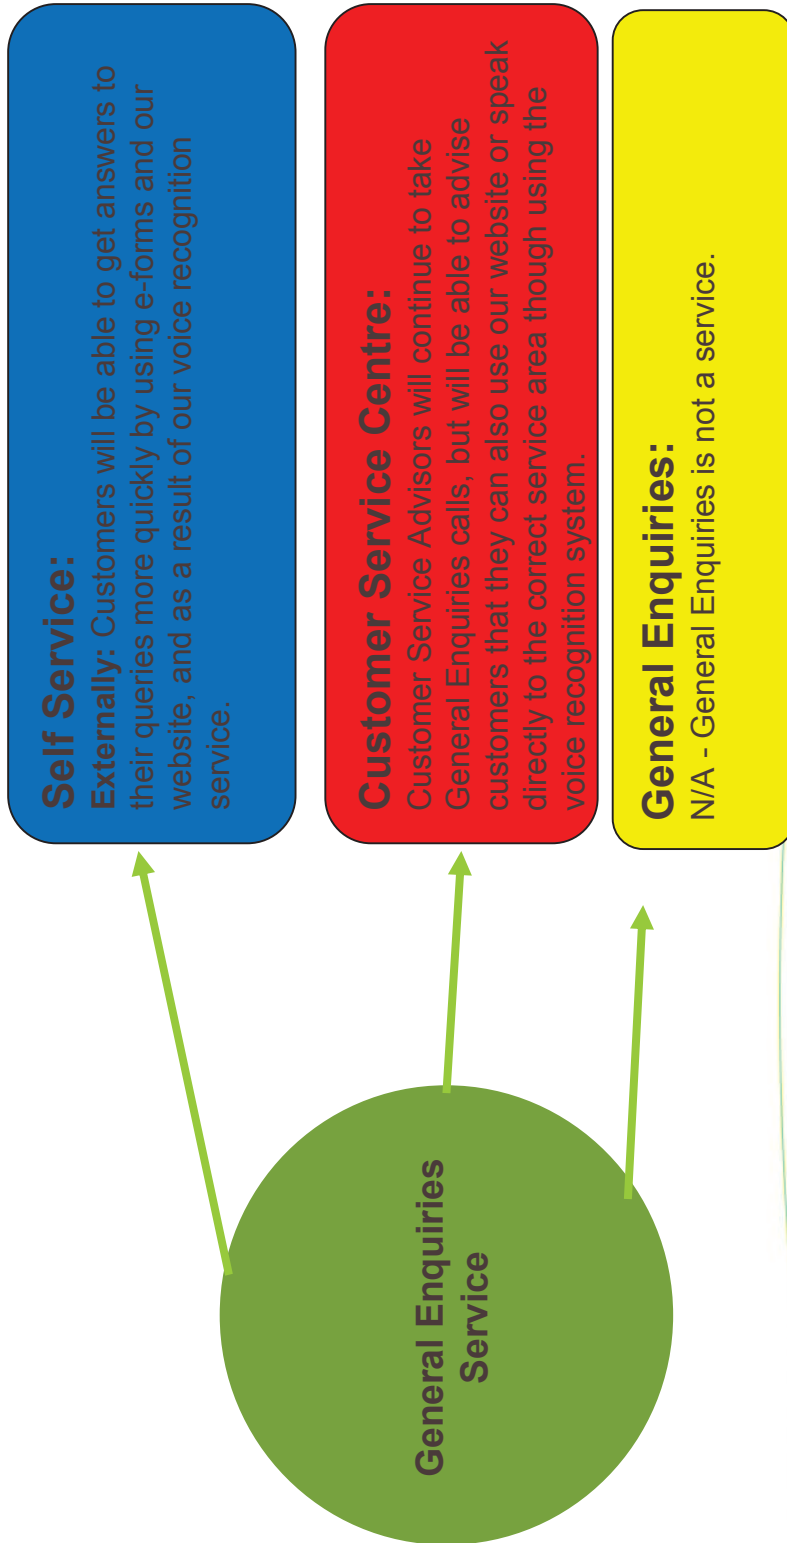 General Enquiries
Service
Self Service:
Externally: Customers will be able to get answers to
their queries more quickly by using e-forms and our
website, and as a result of our voice recognition
service.
Customer Service Centre:
Customer Service Advisors will continue to take
General Enquiries calls, but will be able to advise
customers that they can also use our website or speak
directly to the correct service area though using the
voice recognition system.
General Enquiries:
N/A - General Enquiries is not a service.